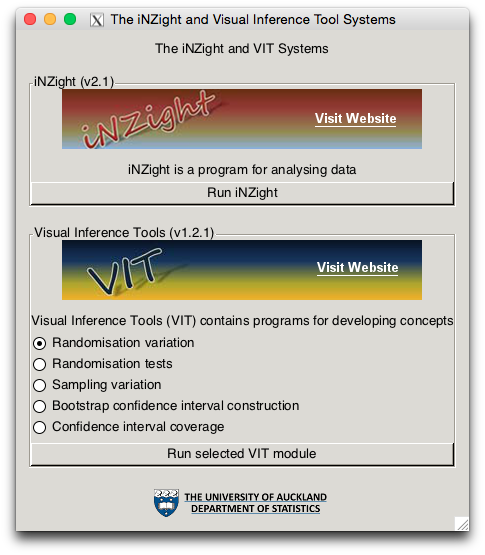 The iNZight and Visual Inference Tool Systems
The iNZight and VIT Systems
iNZight (v2.1)
iNZight
Visit Website
iNZight is a program for analysing data
Run iNZight
Visual Inference Tools (v1.2.1)
VIT
Visit Website
Visual Inference Tools (VIT) contains programs for developing concepts
Randomisation variation
Randomisation tests
Sampling variation
Bootstrap confidence interval construction
Confidence interval coverage
Run selected VIT module
THE UNIVERSITY OF AUCKLAND
DEPARTMENT OF STATISTICS